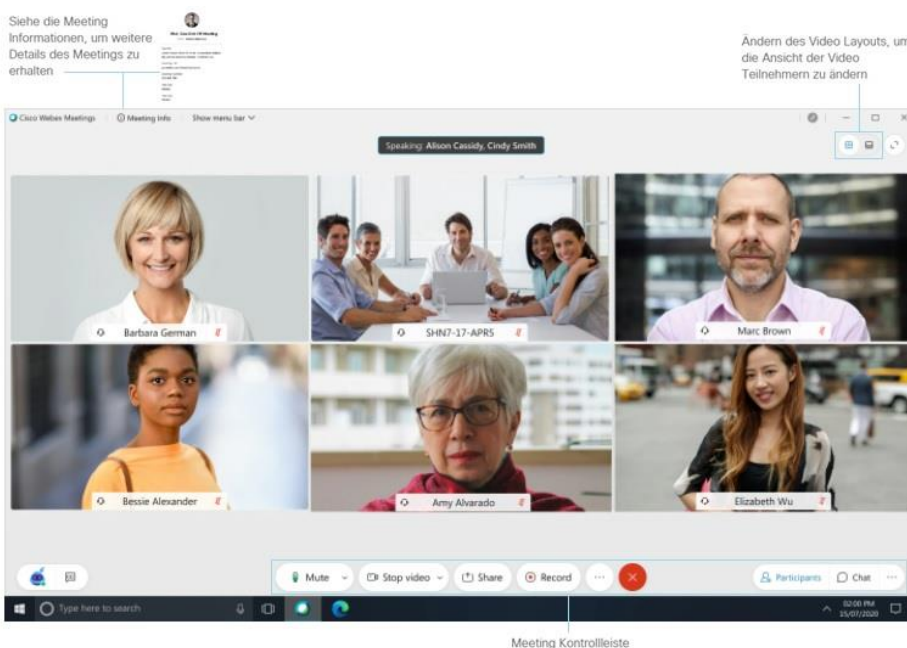 Siehe die Meeting
Informationen, um weitere
Details des Meetings zu
erhalten
Ändern des Video Layouts, um
die Ansicht der Video
Teilnehmern zu ändern
Cisco Webex Meetings
Meeting Info
Show menu bar
Speaking: Alison Cassidy, Cindy Smith
Barbara German
SHN7-17-APR5
Marc Brown
Bessie Alexander
Amy Alvarado
Elizabeth Wu
Mute
Stop video
Share
Record
Participants
Chat
Type here to search
02:00 PM
15/07/2020
Meeting Kontrollleiste